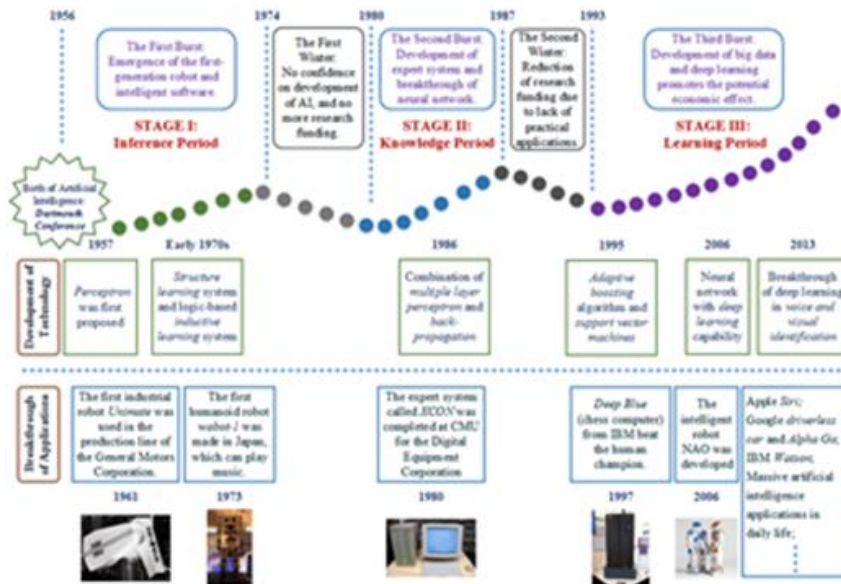 1956
1974
1980
1987
1993
The First Burst:
Emergence of the first-
generation robot and
intelligent software.
The First
Winter:
No confidence
on development
of AI, and no
more research
funding.
The Second Burst:
Development of
expert system and
breakthrough of
neural network.
The Second
Winter:
Reduction
of research
funding due
to lack of
practical
applications.
The Third Burst:
Development of big data
and deep learning
promotes the potential
economic effect.
STAGE I:
Inference Period
STAGE II:
Knowledge Period
STAGE III:
Learning Period
Birth of Artificial
Intelligence:
Dartmouth
Conference
Development of
Technology
1957
Perceptron
was first
proposed
Early 1970s
Structure
learning system
and logic-based
inductive
learning system
1986
Combination of
multiple layer
perceptron and
back-
propagation
1995
Adaptive
boosting
algorithm and
support vector
machines
2006
Neural
network
with deep
learning
capability
2013
Breakthrough
of deep learning
in voice and
visual
identification
Breakthrough
of Applications
The first industrial
robot Unimate was
used in the
production line of
the General Motors
Corporation.
1961
The first
humanoid robot
wabot-1 was
made in Japan,
which can play
music.
1973
The expert system
called XCON was
completed at CMU
for the Digital
Equipment
Corporation
1980
Deep Blue
(chess computer)
from IBM beat
the human
champion.
1997
The
intelligent
robot
NAO was
developed
2006
Apple Siri;
Google driverless
car and Alpha Go;
IBM Watson;
Massive artificial
intelligence
applications in
daily life;